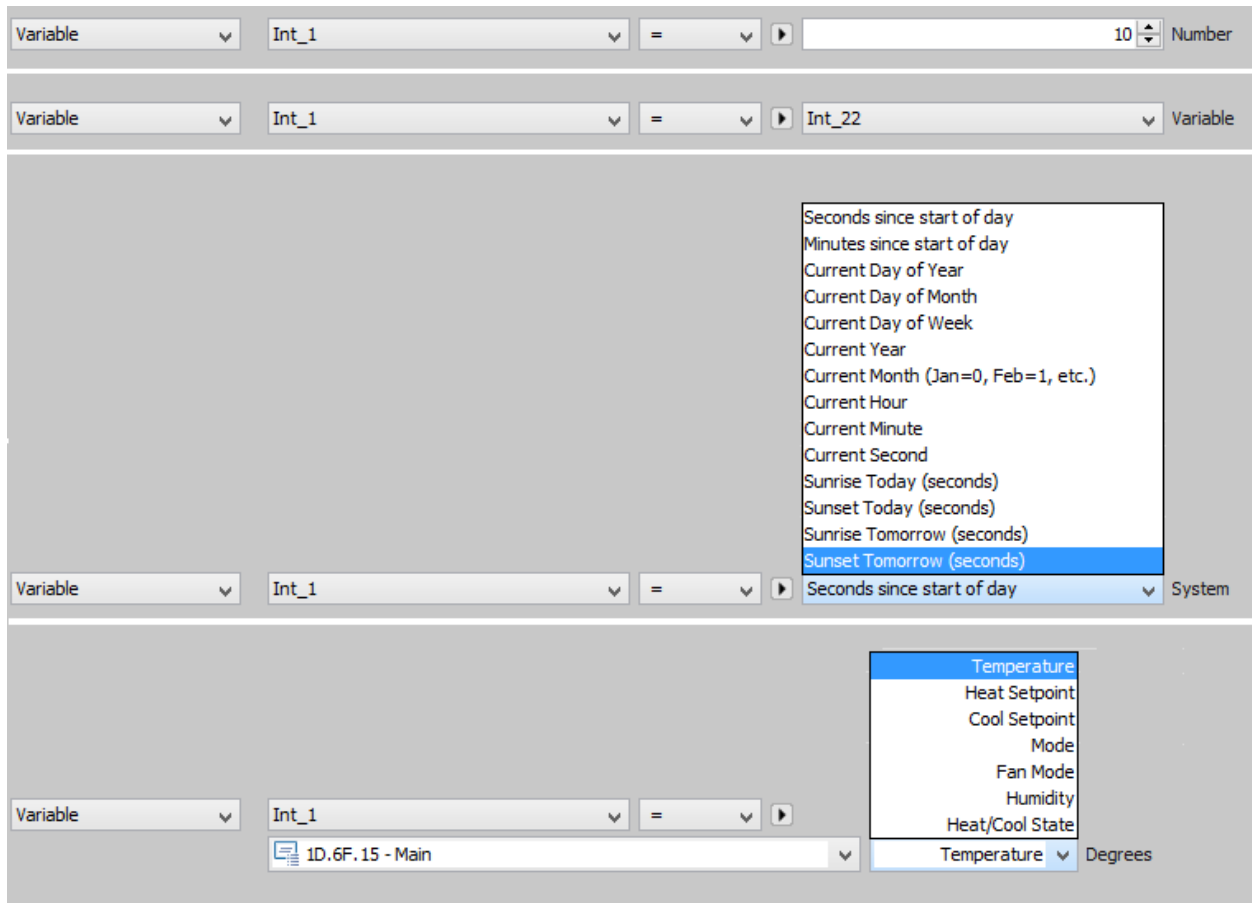 Variable Int_1 = 10 Number
Variable Int_1 = Int_22 Variable
Seconds since start of day
Minutes since start of day
Current Day of Year
Current Day of Month
Current Day of Week
Current Year
Current Month (Jan=0, Feb=1, etc.)
Current Hour
Current Minute
Current Second
Sunrise Today (seconds)
Sunset Today (seconds)
Sunrise Tomorrow (seconds)
Sunset Tomorrow (seconds)
Variable Int_1 = Seconds since start of day System
Temperature
Heat Setpoint
Cool Setpoint
Mode
Fan Mode
Humidity
Variable Int_1 =
Heat/Cool State
1D.6F.15 - Main Temperature Degrees